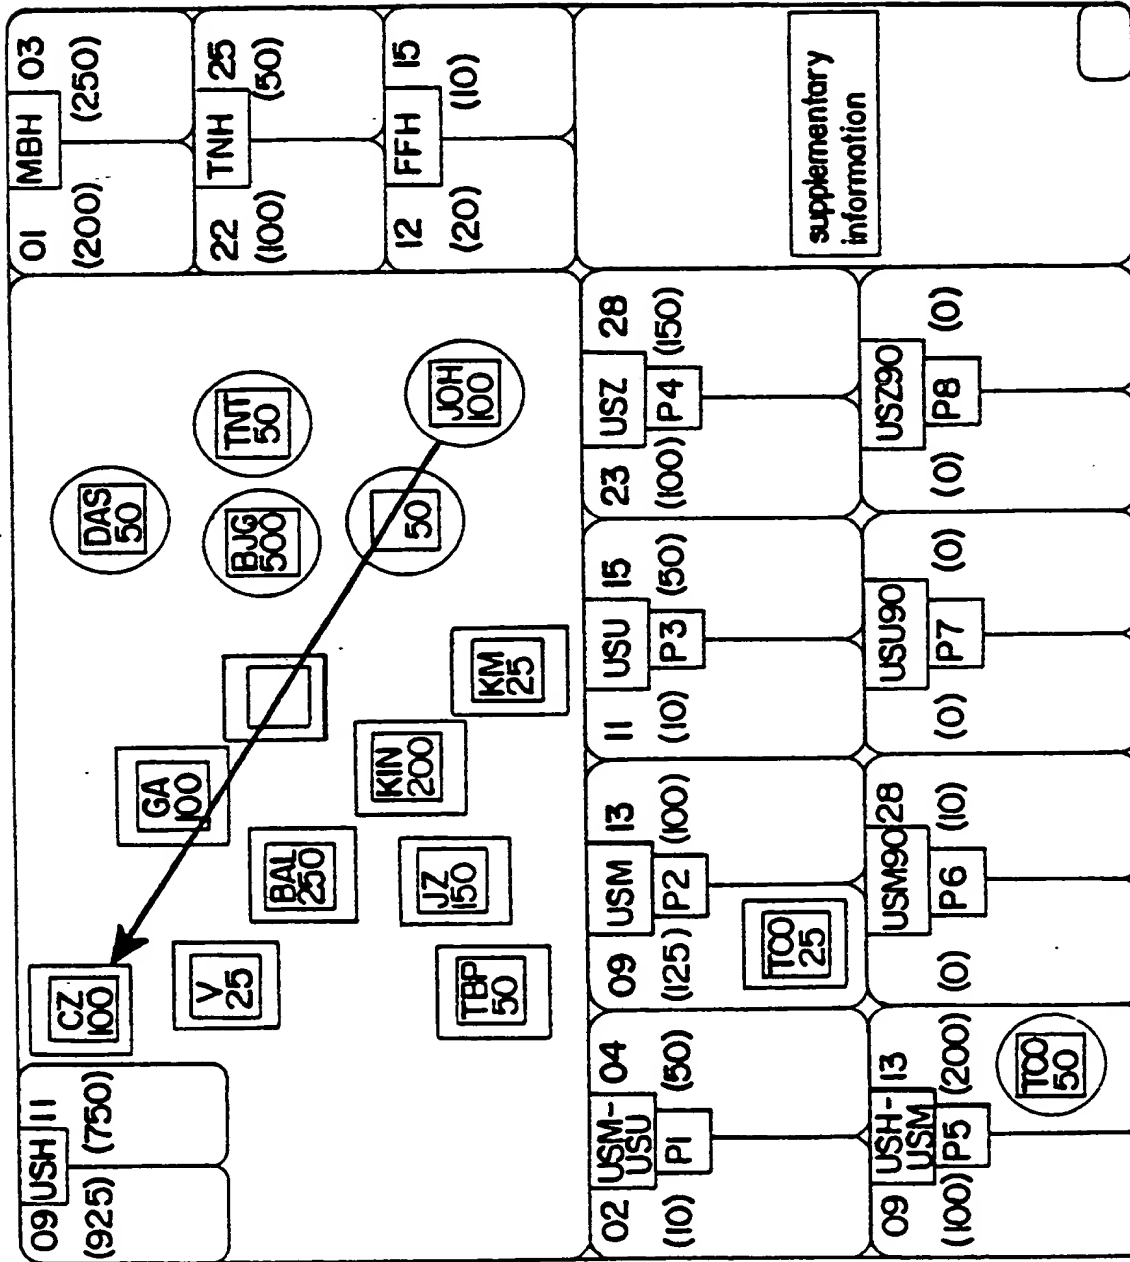 09 USH 11
(925) (750)
CZ
100
V
25
TBP
50
GA
100
BAL
250
JZ
150
KIN
200
KM
25
DAS
50
BJG
500
TNT
50
50
JOH
100
01 MBH 03
(200) (250)
22 TNH 25
(100) (50)
12 FFH 15
(20) (10)
02 USM-USU 04
(10) P1 (50)
09 USM 13
(125) P2 (100)
TCO
25
11 USU 15
(10) P3 (50)
23 USZ 28
(100) P4 (150)
09 USH-USM 13
(100) P5 (200)
TCO
50
USM90 28
(0) P6 (10)
USU90
(0) P7 (0)
USZ90
(0) P8 (0)
supplementary
information